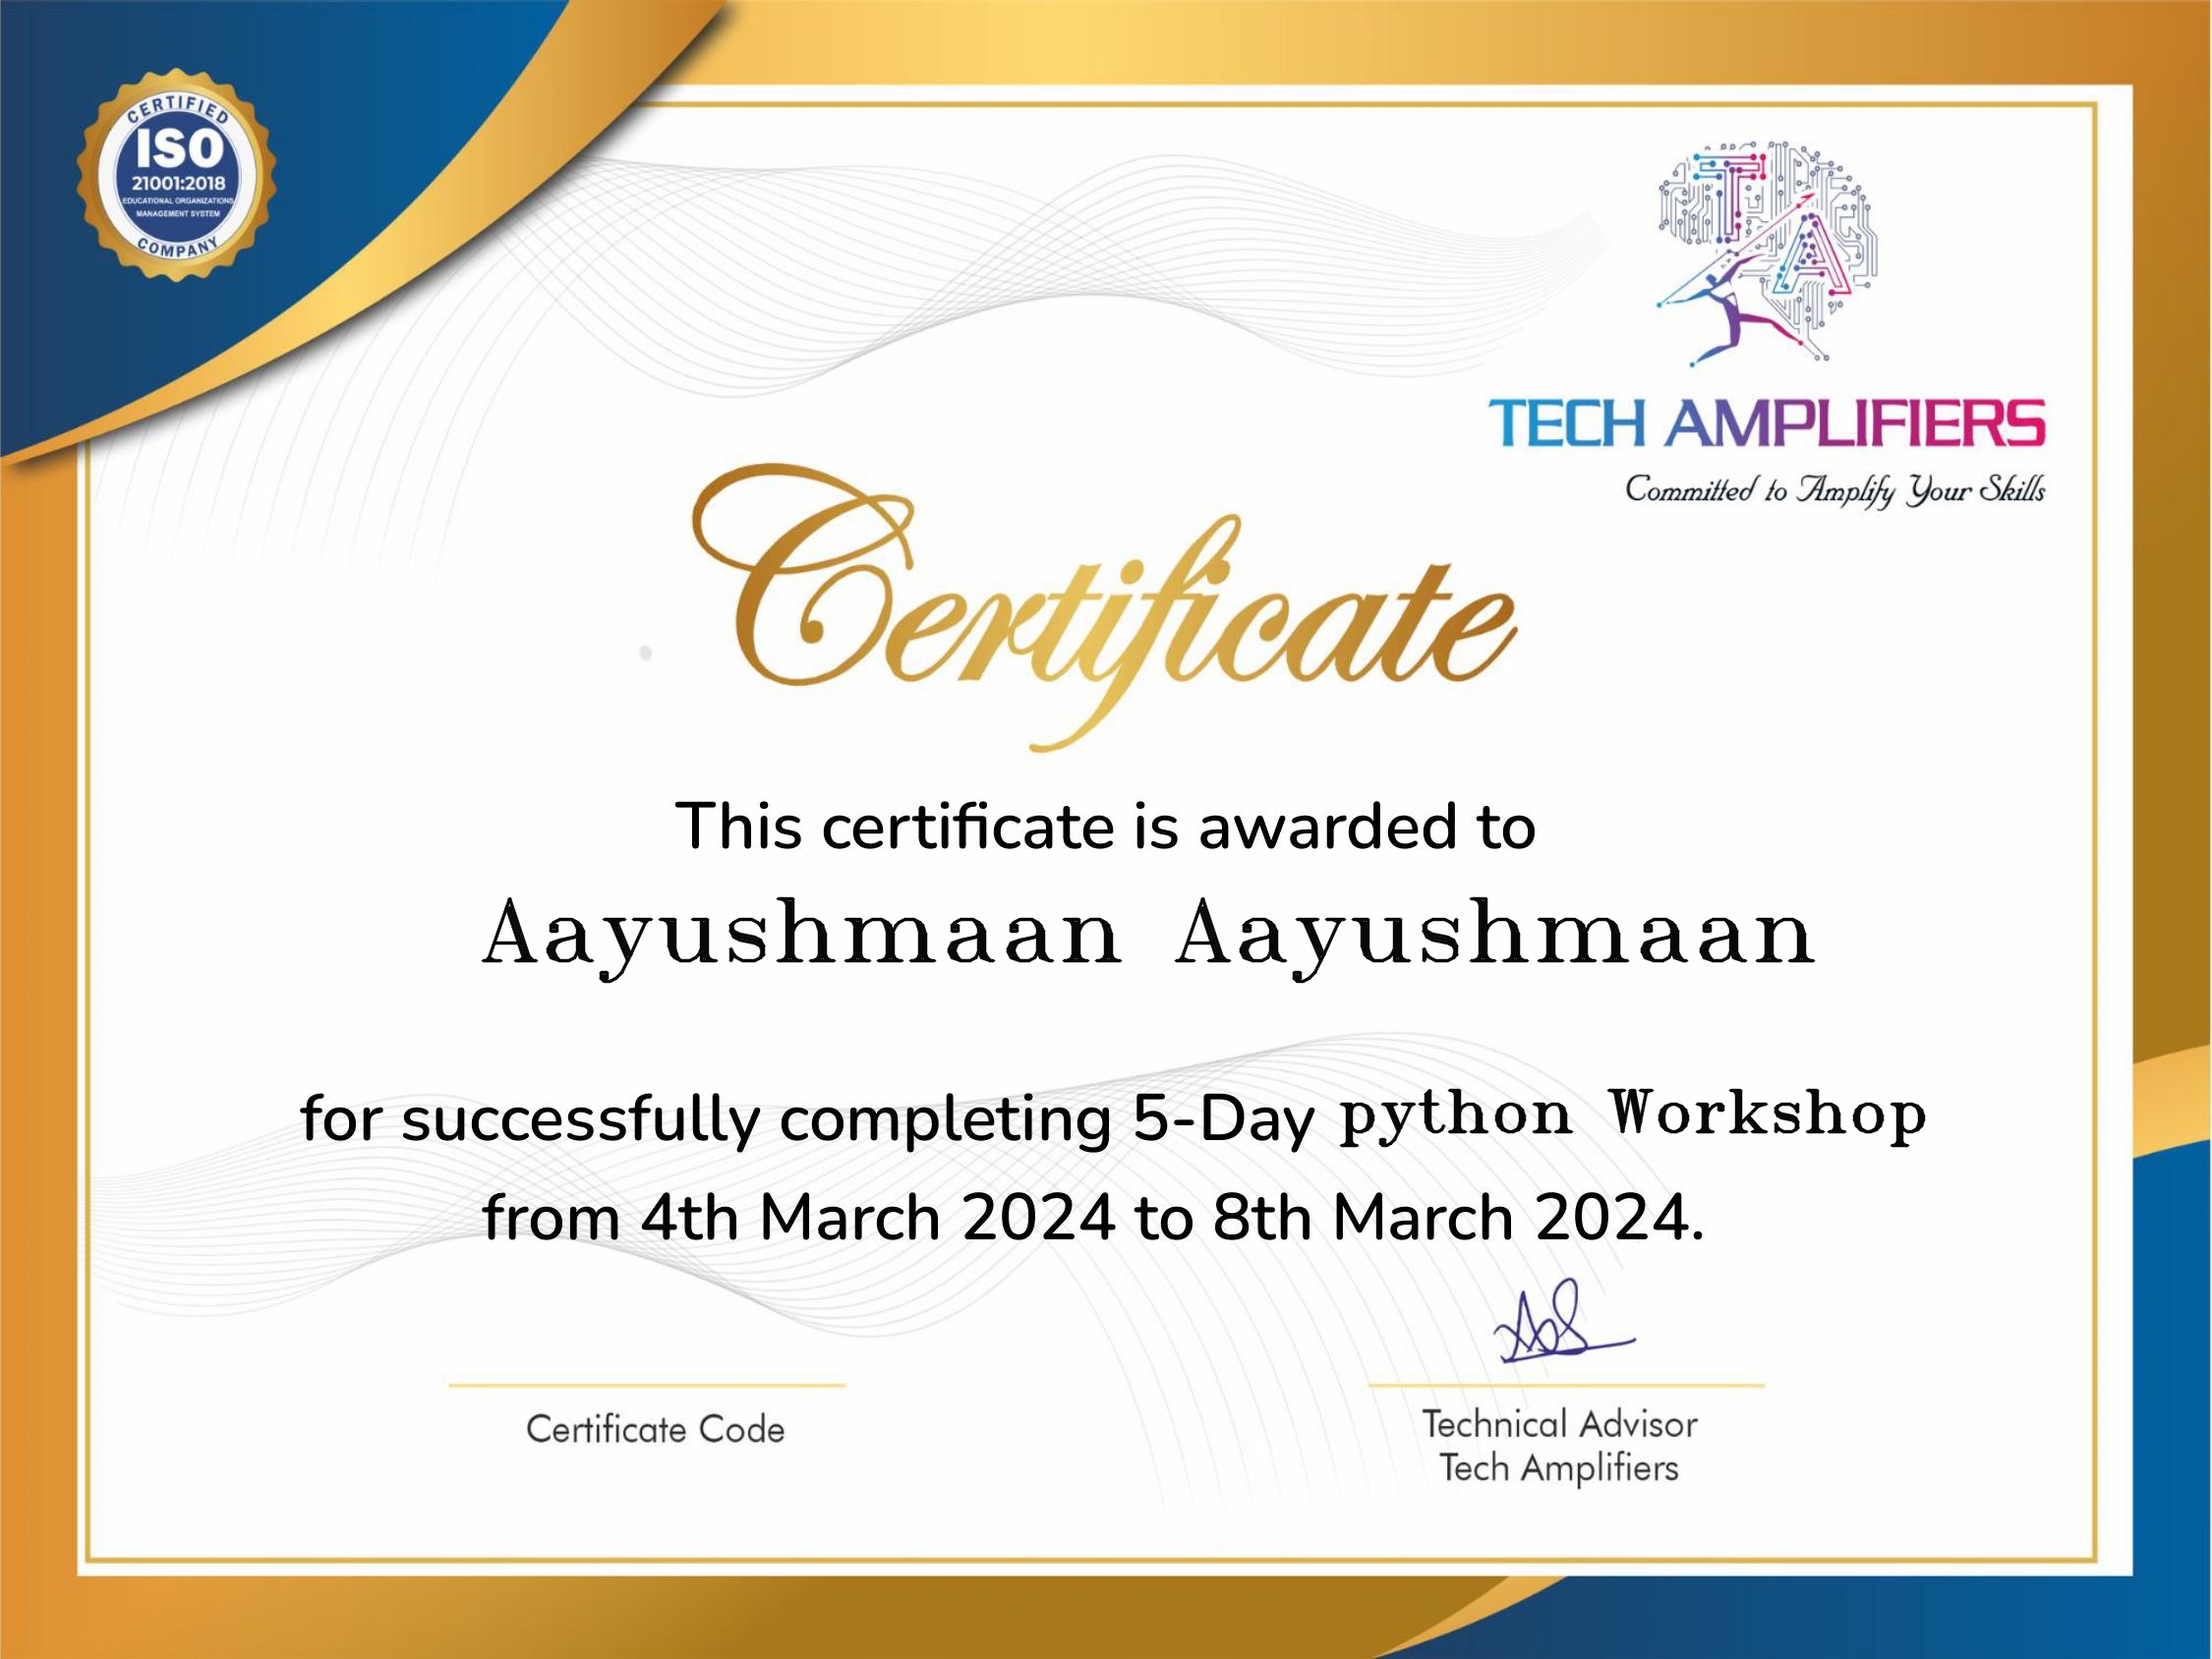 CERTIFIED
ISO
21001:2018
EDUCATIONAL ORGANIZATIONS
MANAGEMENT SYSTEM
COMPANY
TA
TECH AMPLIFIERS
Committed to Amplify Your Skills
Certificate
This certificate is awarded to
Aayushmaan Aayushmaan
for successfully completing 5-Day python Workshop
from 4th March 2024 to 8th March 2024.
Certificate Code
Technical Advisor
Tech Amplifiers